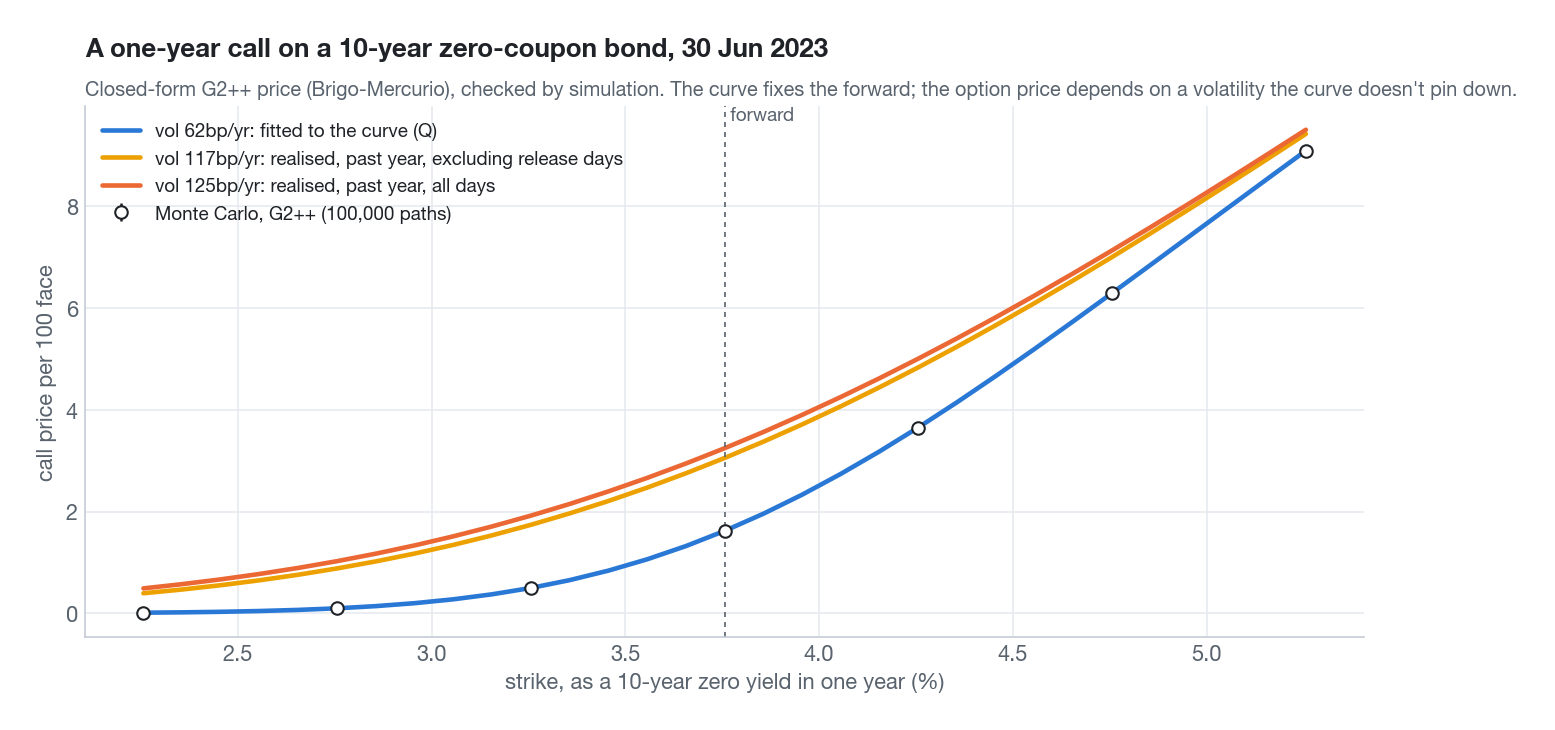 A one-year call on a 10-year zero-coupon bond, 30 Jun 2023
Closed-form G2++ price (Brigo-Mercurio), checked by simulation. The curve fixes the forward; the option price depends on a volatility the curve doesn't pin down.
forward
vol 62bp/yr: fitted to the curve (Q)
vol 117bp/yr: realised, past year, excluding release days
vol 125bp/yr: realised, past year, all days
Monte Carlo, G2++ (100,000 paths)
call price per 100 face
8
6
4
2
0
2.5 3.0 3.5 4.0 4.5 5.0
strike, as a 10-year zero yield in one year (%)